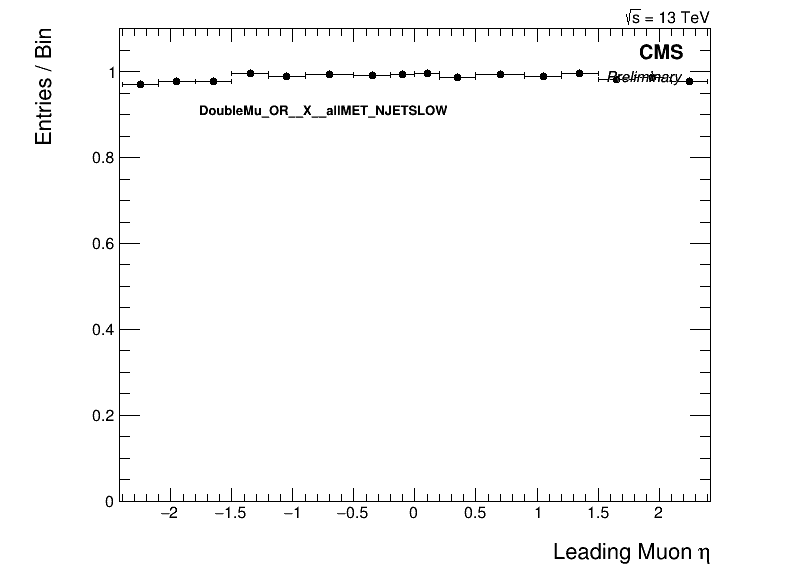 √s = 13 TeV
Entries / Bin
CMS
Preliminary
DoubleMu_OR__X__allMET_NJETSLOW
1
0.8
0.6
0.4
0.2
0
−2 −1.5 −1 −0.5 0 0.5 1 1.5 2
Leading Muon η